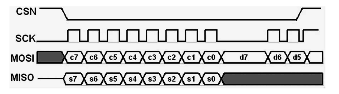 CSN
SCK
MOSI c7 c6 c5 c4 c3 c2 c1 c0 d7 d6 d5
MISO s7 s6 s5 s4 s3 s2 s1 s0